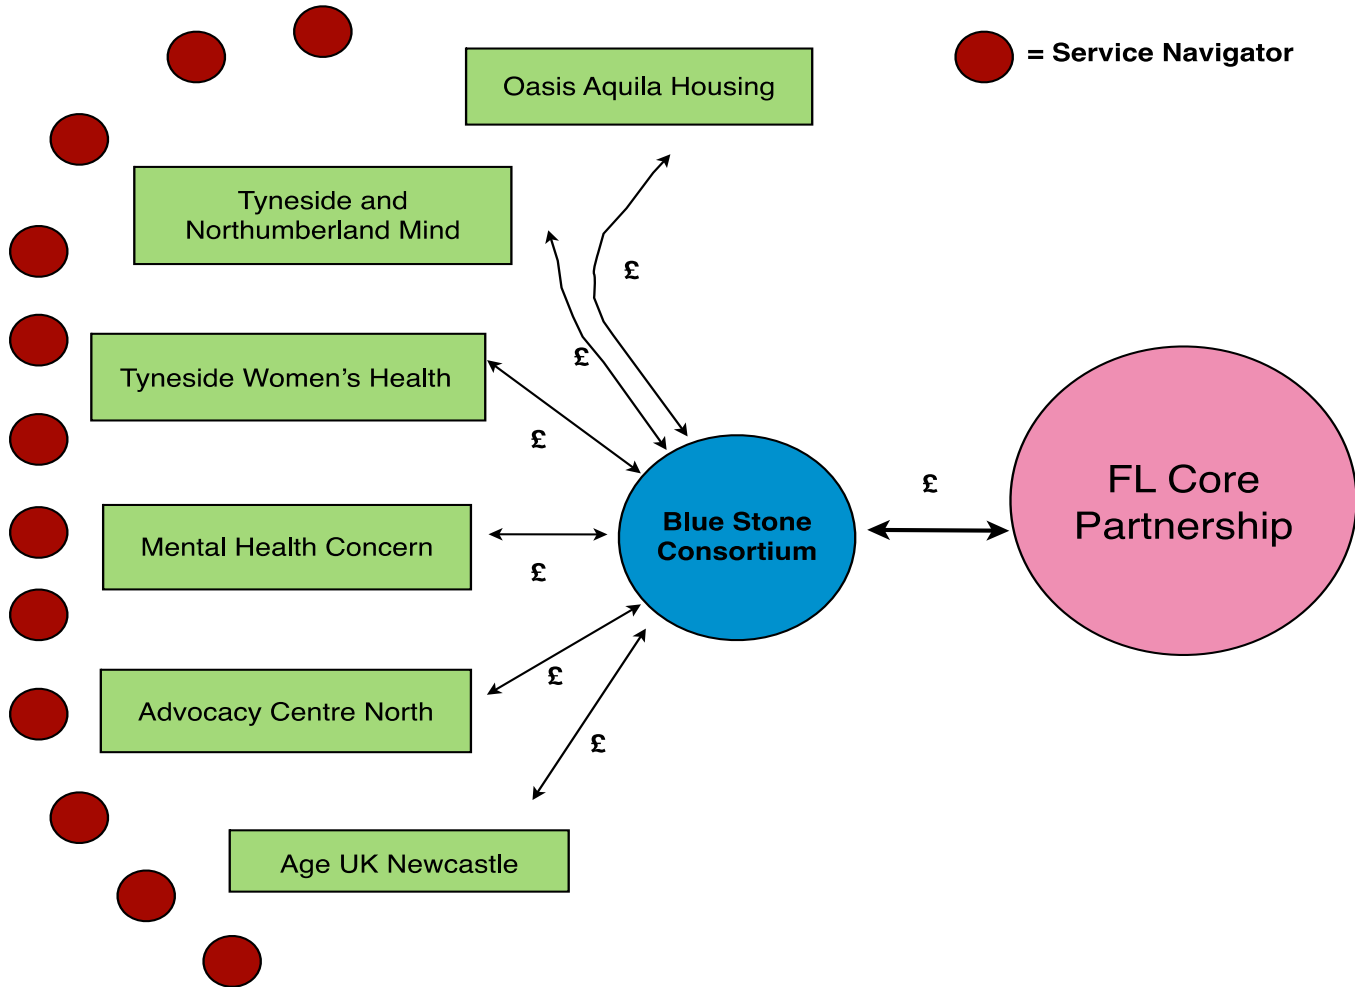 = Service Navigator
Oasis Aquila Housing
Tyneside and
Northumberland Mind
£
£
Tyneside Women's Health
£
FL Core
Partnership
£
Blue Stone
Consortium
Mental Health Concern
£
Advocacy Centre North
£
£
Age UK Newcastle